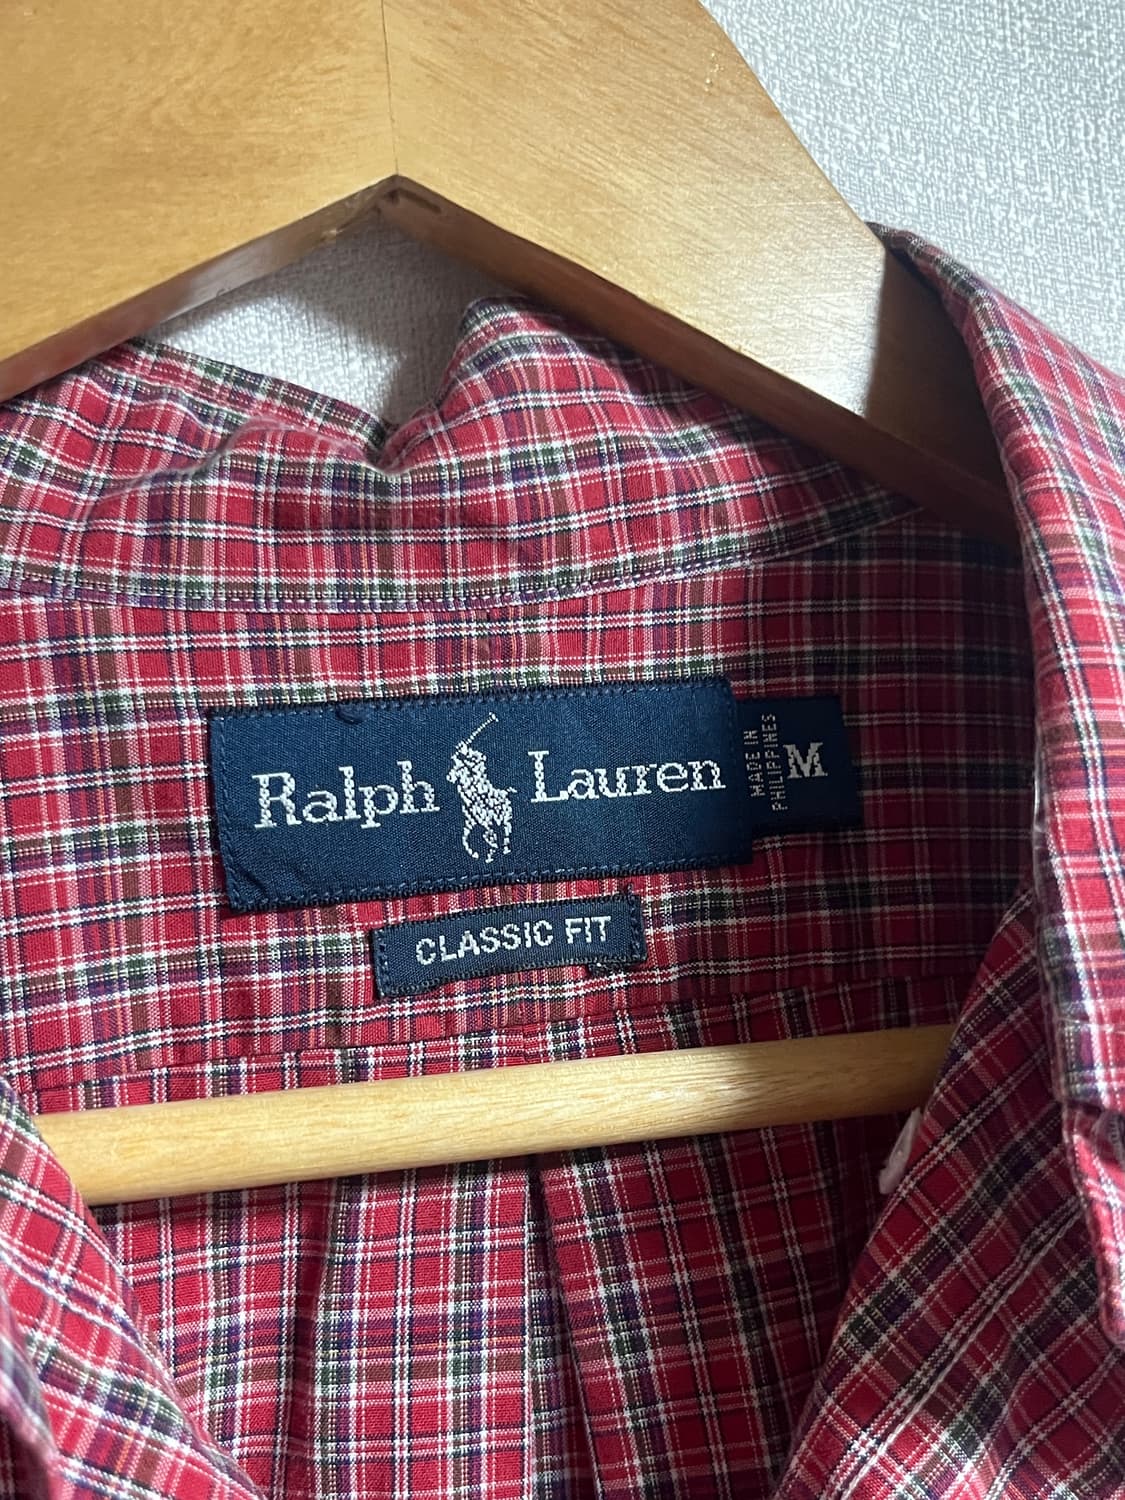 Ralph Lauren
MADE IN
PHILIPPINES
M
CLASSIC FIT